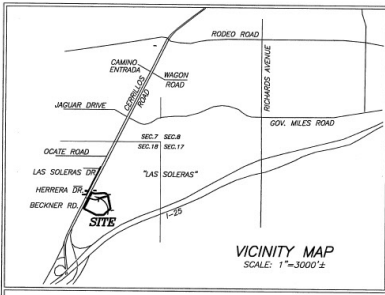 RODEO ROAD
CAMINO
ENTRADA
WAGON
ROAD
CERRILLOS
ROAD
RICHARDS AVENUE
JAGUAR DRIVE
GOV. MILES ROAD
SEC.7 SEC.8
SEC.18 SEC.17
OCATE ROAD
LAS SOLERAS DR.
"LAS SOLERAS"
HERRERA DR.
BECKNER RD.
SITE
I-25
VICINITY MAP
SCALE: 1"=3000'±